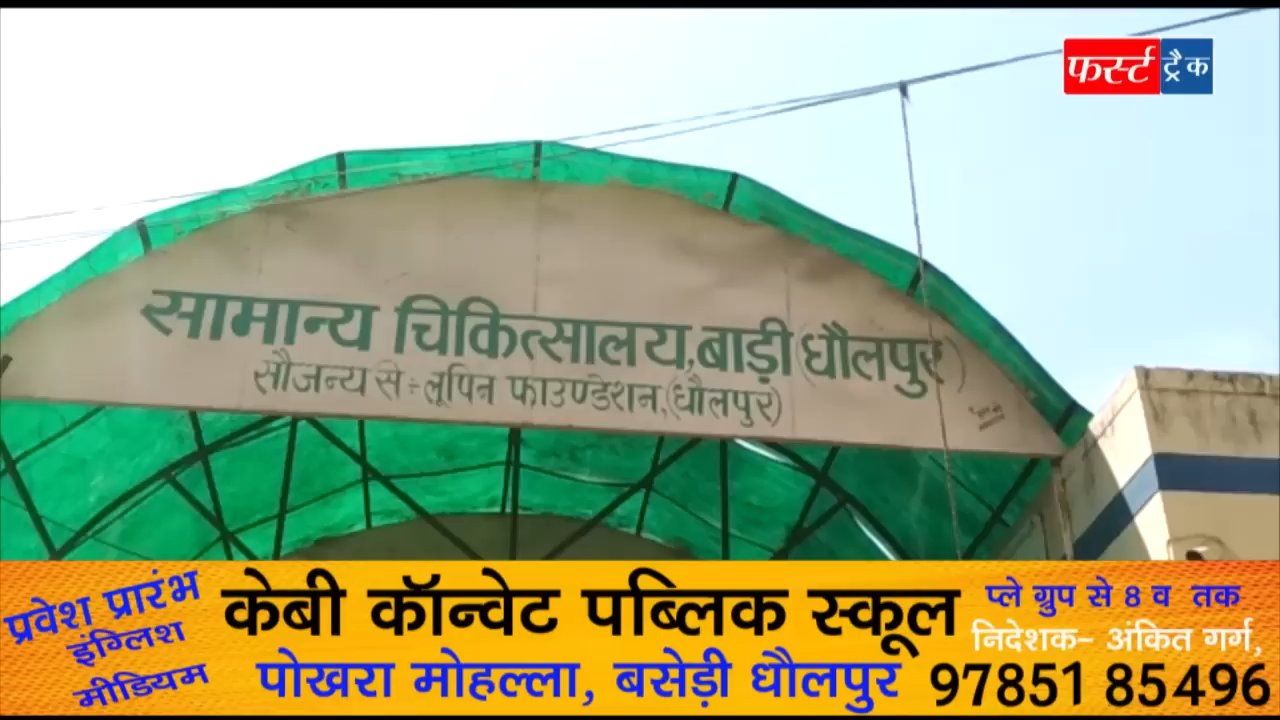 फर्स्ट ट्रैक
सामान्य चिकित्सालय,बाड़ी (धौलपुर)
सौजन्य से ÷ लूपिन फाउण्डेशन,(धौलपुर)
प्रवेश प्रारंभ
इंग्लिश
मीडियम
केबी कॉन्वेट पब्लिक स्कूल
पोखरा मोहल्ला, बसेड़ी धौलपुर
प्ले ग्रुप से 8 व तक
निदेशक- अंकित गर्ग,
97851 85496